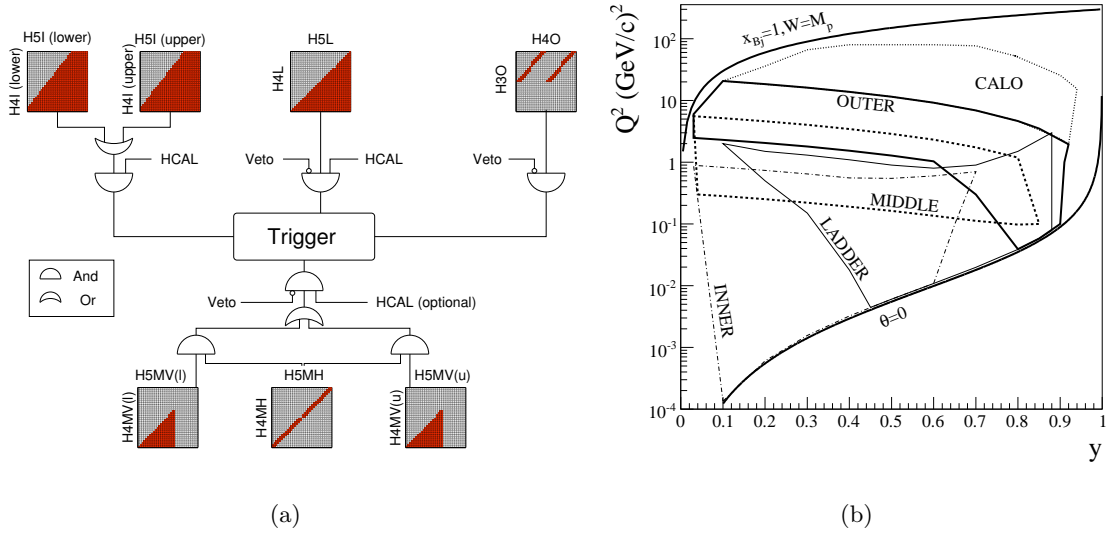 H5I (lower)
H5I (upper)
H5L
H4O
H4I (lower)
H4I (upper)
H4L
H3O
HCAL
Veto
HCAL
Veto
Trigger
And
Or
Veto
HCAL (optional)
H5MV(l)
H5MH
H5MV(u)
H4MV(l)
H4MH
H4MV(u)
(a)
Q² (GeV/c)²
10²
10
1
10⁻¹
10⁻²
10⁻³
10⁻⁴
x_Bj=1,W=M_p
CALO
OUTER
MIDDLE
LADDER
INNER
θ=0
0 0.1 0.2 0.3 0.4 0.5 0.6 0.7 0.8 0.9 1
y
(b)